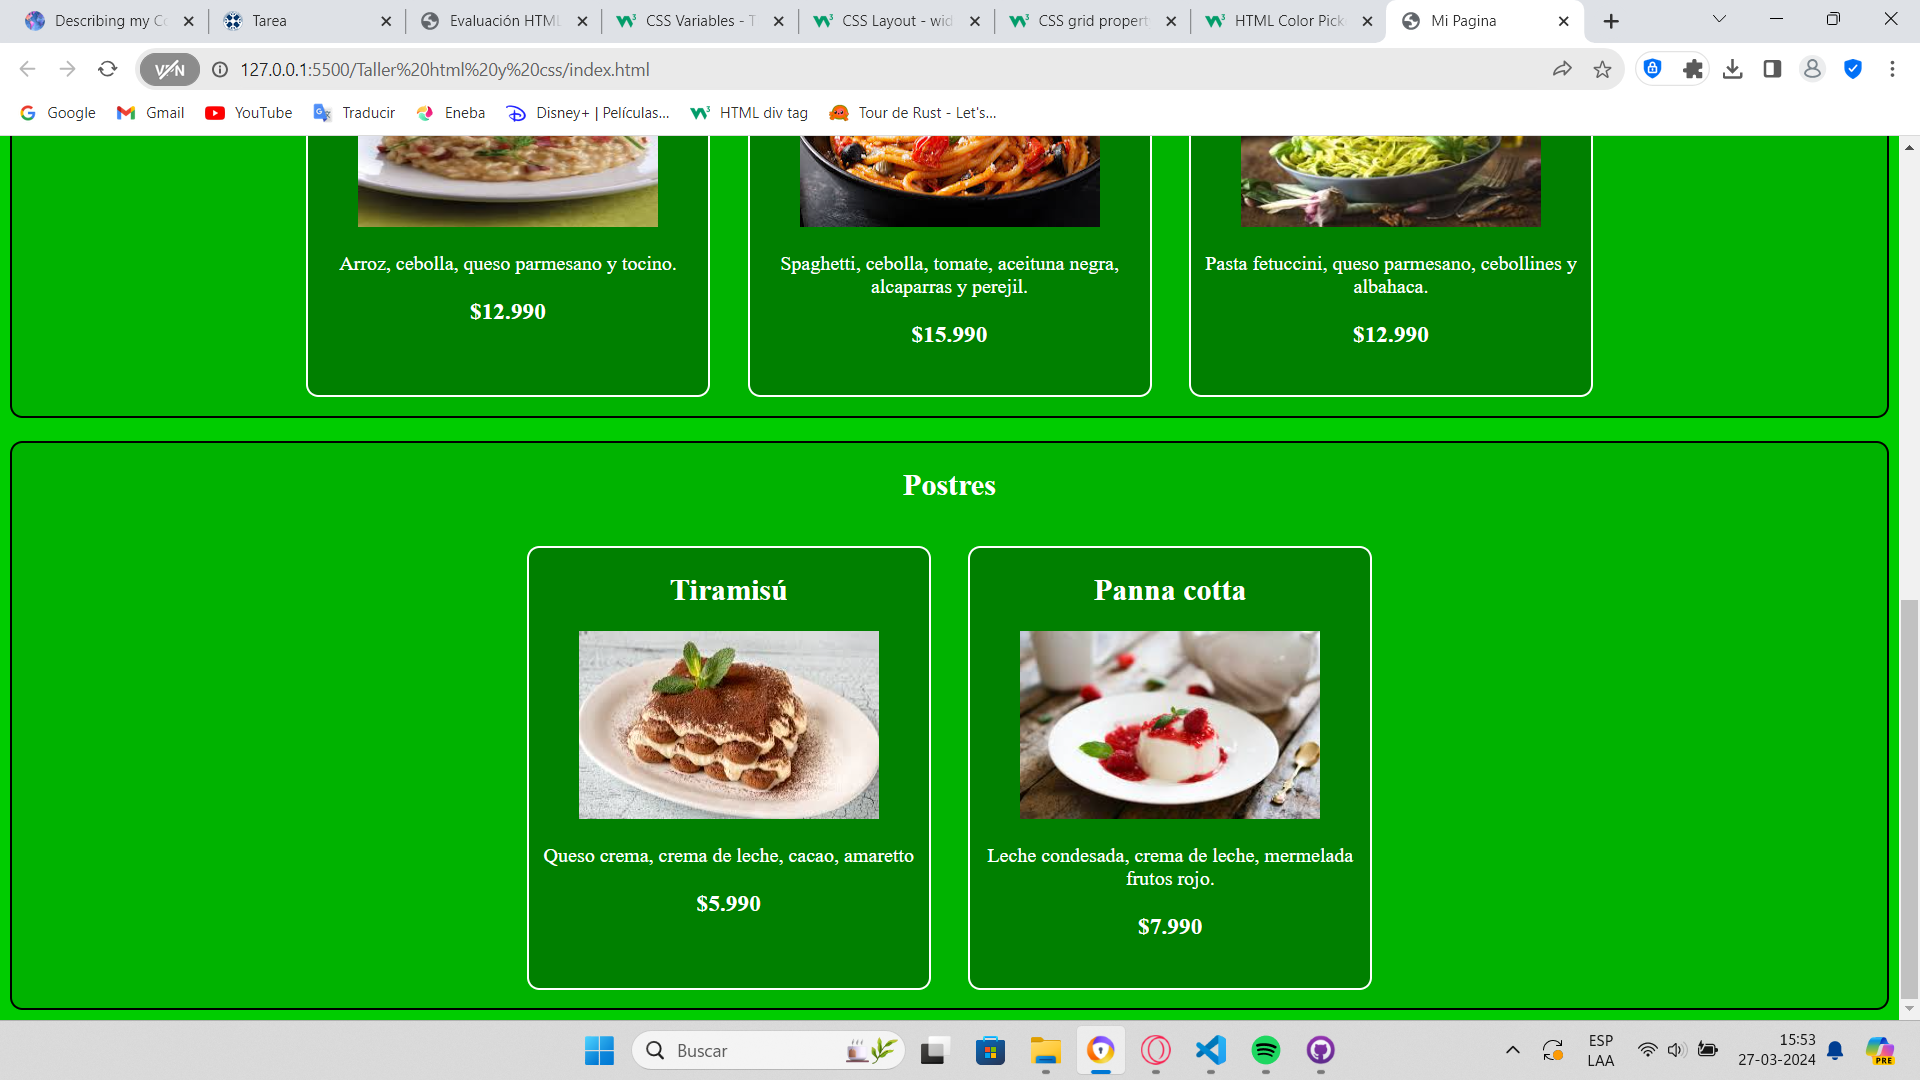 Describing my Co
Tarea
Evaluación HTML
CSS Variables - T
CSS Layout - wid
CSS grid propert
HTML Color Pick
Mi Pagina
VPN
127.0.0.1:5500/Taller%20html%20y%20css/index.html
Google
Gmail
YouTube
Traducir
Eneba
Disney+ | Películas...
HTML div tag
Tour de Rust - Let's...
Arroz, cebolla, queso parmesano y tocino.
$12.990
Spaghetti, cebolla, tomate, aceituna negra,
alcaparras y perejil.
$15.990
Pasta fetuccini, queso parmesano, cebollines y
albahaca.
$12.990
Postres
Tiramisú
Queso crema, crema de leche, cacao, amaretto
$5.990
Panna cotta
Leche condesada, crema de leche, mermelada
frutos rojo.
$7.990
Buscar
ESP
LAA
15:53
27-03-2024
PRE